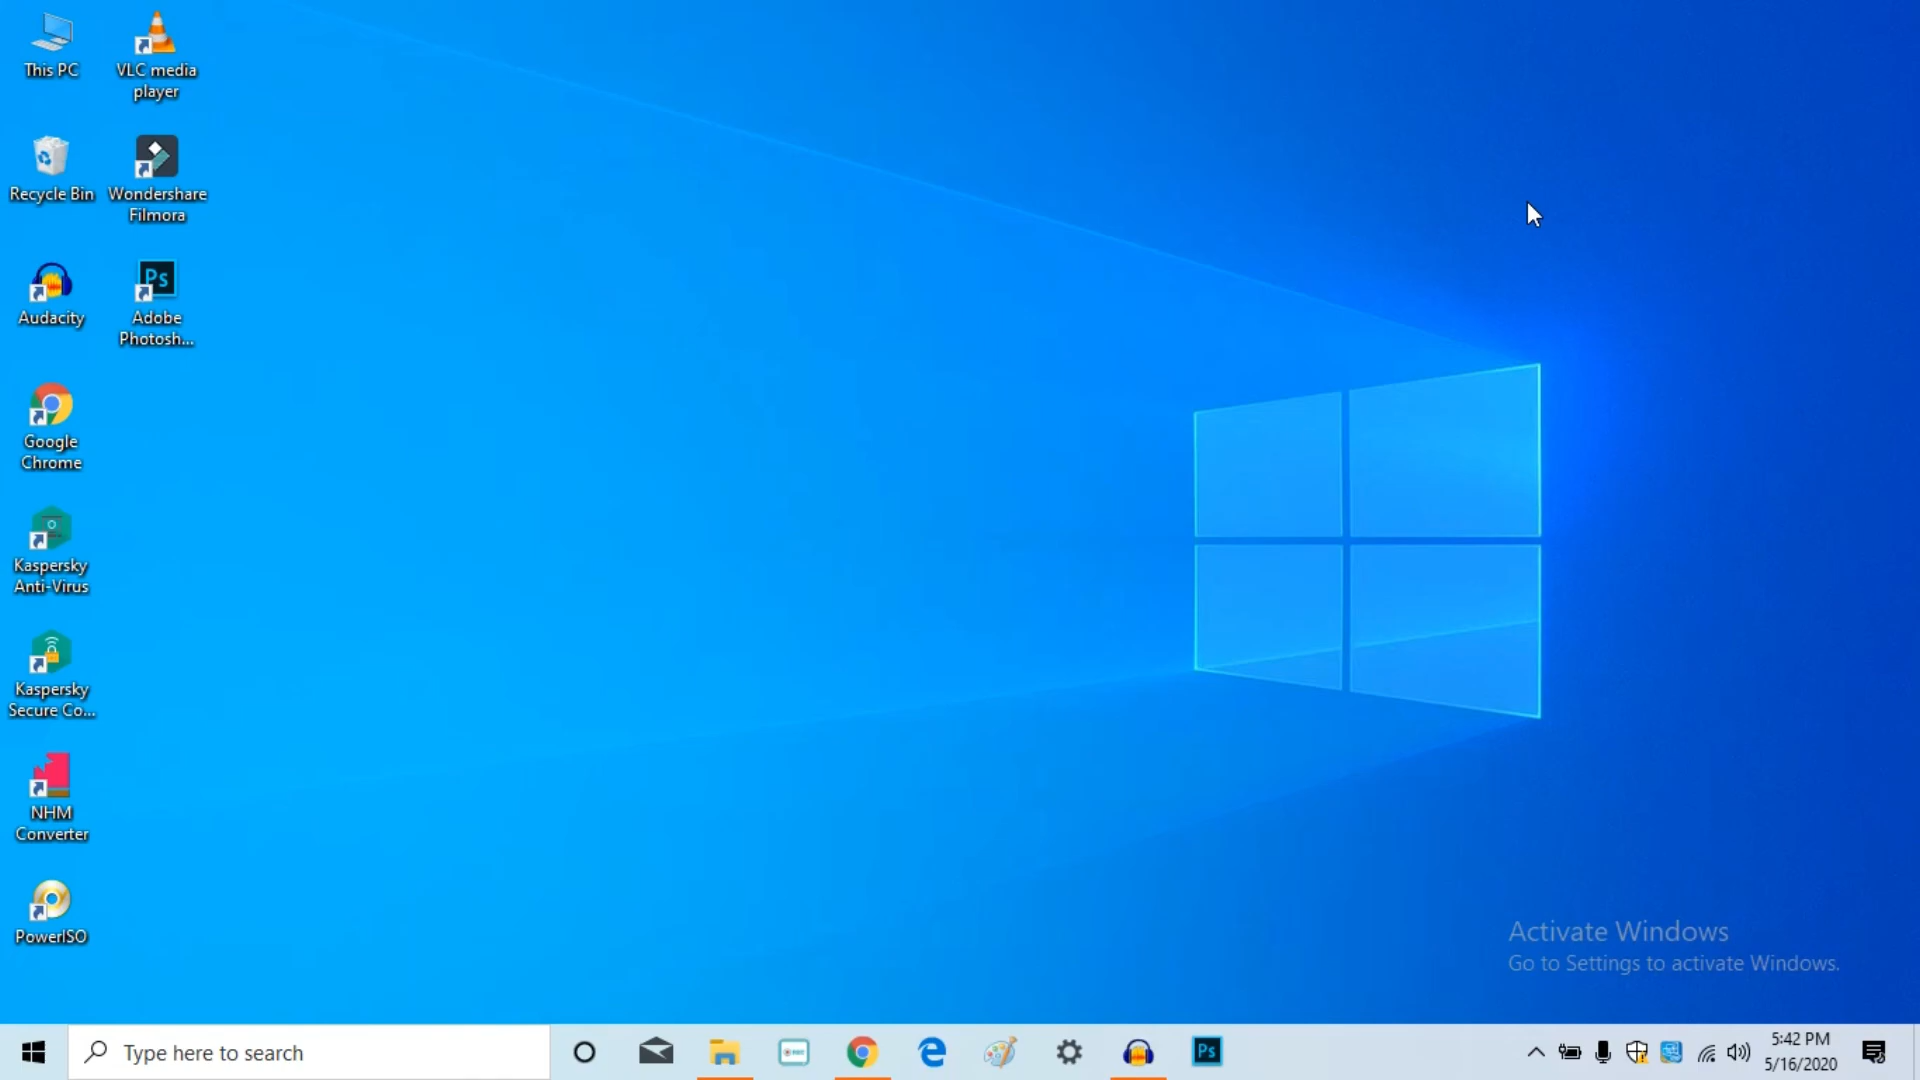 This PC
VLC media
player
Recycle Bin
Wondershare
Filmora
Audacity
Ps
Adobe
Photosh...
Google
Chrome
Kaspersky
Anti-Virus
Kaspersky
Secure Co...
NHM
Converter
PowerISO
Activate Windows
Go to Settings to activate Windows.
Type here to search
Ps
5:42 PM
5/16/2020